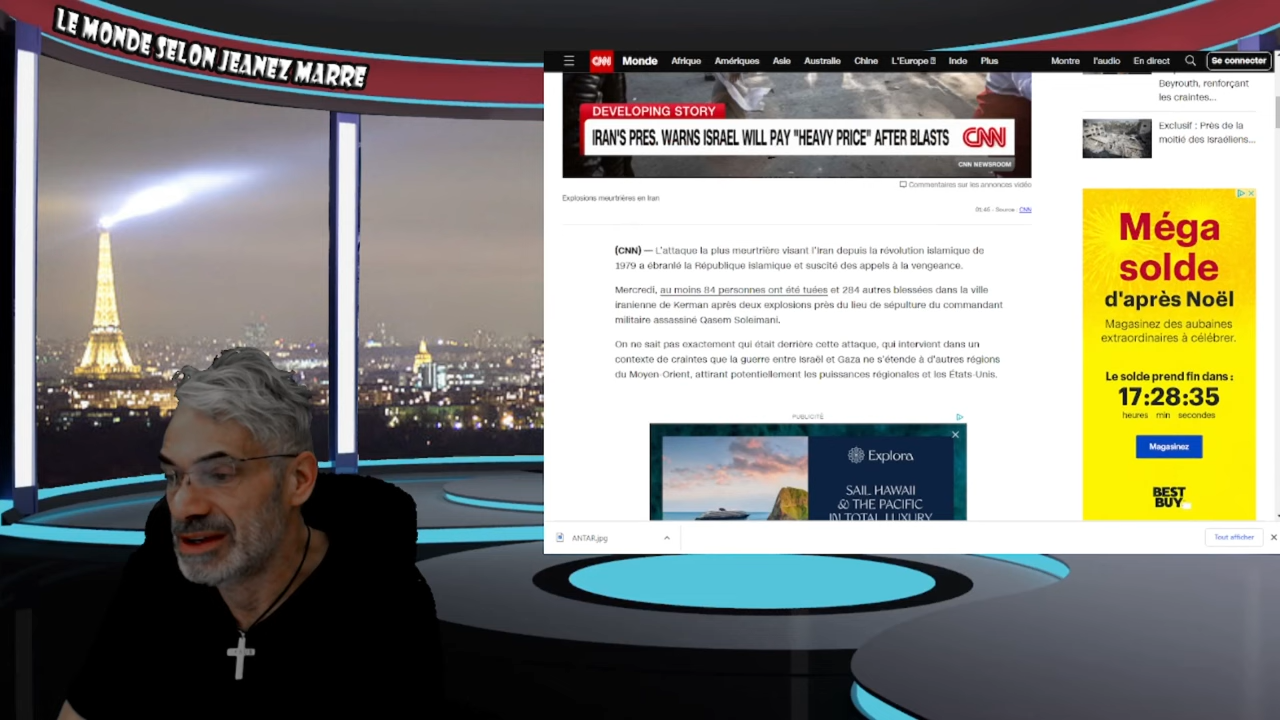 LE MONDE SELON JEANEZ MARRE
CNN Monde Afrique Amériques Asie Australie Chine L'Europe Inde Plus Montre l'audio En direct Se connecter
DEVELOPING STORY
IRAN'S PRES. WARNS ISRAEL WILL PAY "HEAVY PRICE" AFTER BLASTS CNN
CNN NEWSROOM
Commentaires sur les annonces vidéo
Explosions meurtrières en Iran
01:46 - Source : CNN
(CNN) — L'attaque la plus meurtrière visant l'Iran depuis la révolution islamique de
1979 a ébranlé la République islamique et suscité des appels à la vengeance.
Mercredi, au moins 84 personnes ont été tuées et 284 autres blessées dans la ville
iranienne de Kerman après deux explosions près du lieu de sépulture du commandant
militaire assassiné Qasem Soleimani.
On ne sait pas exactement qui était derrière cette attaque, qui intervient dans un
contexte de craintes que la guerre entre Israël et Gaza ne s'étende à d'autres régions
du Moyen-Orient, attirant potentiellement les puissances régionales et les États-Unis.
PUBLICITÉ
Explora
SAIL HAWAII
& THE PACIFIC
IN TOTAL LUXURY
Beyrouth, renforçant
les craintes...
Exclusif : Près de la
moitié des Israéliens...
Méga
solde
d'après Noël
Magasinez des aubaines
extraordinaires à célébrer.
Le solde prend fin dans :
17:28:35
heures min secondes
Magasinez
BEST
BUY
ANTAR.jpg
Tout afficher